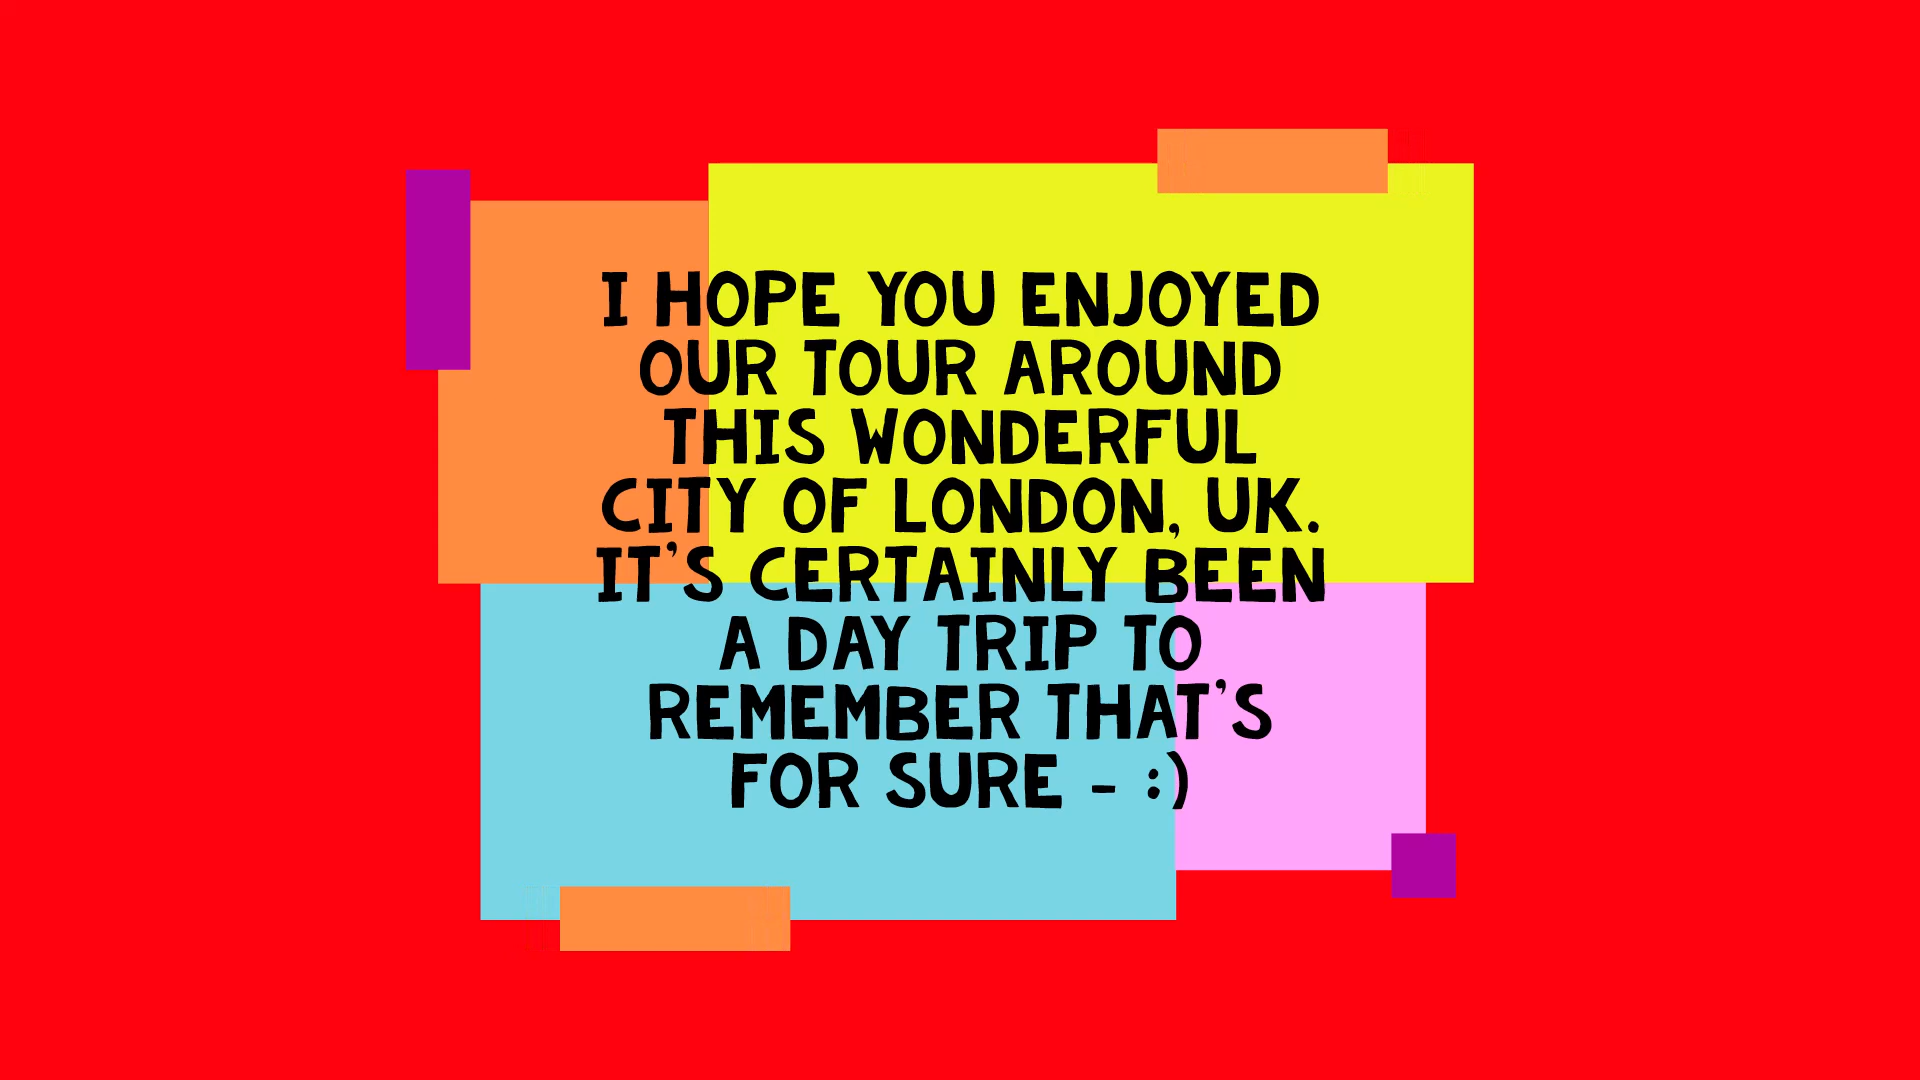 I HOPE YOU ENJOYED
OUR TOUR AROUND
THIS WONDERFUL
CITY OF LONDON, UK.
IT'S CERTAINLY BEEN
A DAY TRIP TO
REMEMBER THAT'S
FOR SURE - :)